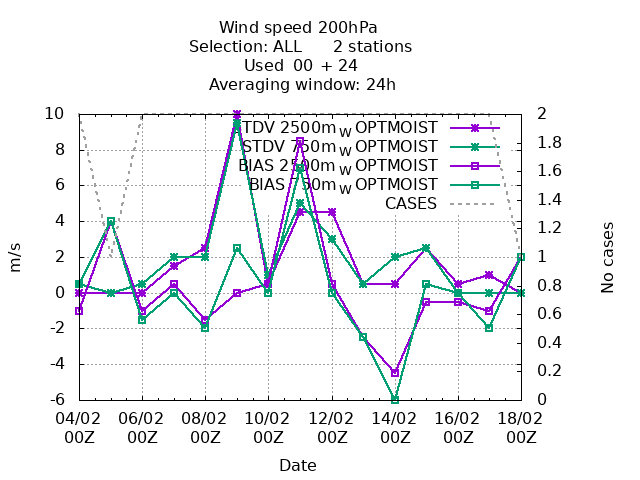 Wind speed 200hPa
Selection: ALL 2 stations
Used 00 + 24
Averaging window: 24h
10
8
6
4
2
0
-2
-4
-6
m/s
STDV 2500m W OPTMOIST
STDV 750m W OPTMOIST
BIAS 2500m W OPTMOIST
BIAS 750m W OPTMOIST
CASES
2
1.8
1.6
1.4
1.2
1
0.8
0.6
0.4
0.2
0
No cases
04/02 06/02 08/02 10/02 12/02 14/02 16/02 18/02
00Z 00Z 00Z 00Z 00Z 00Z 00Z 00Z
Date